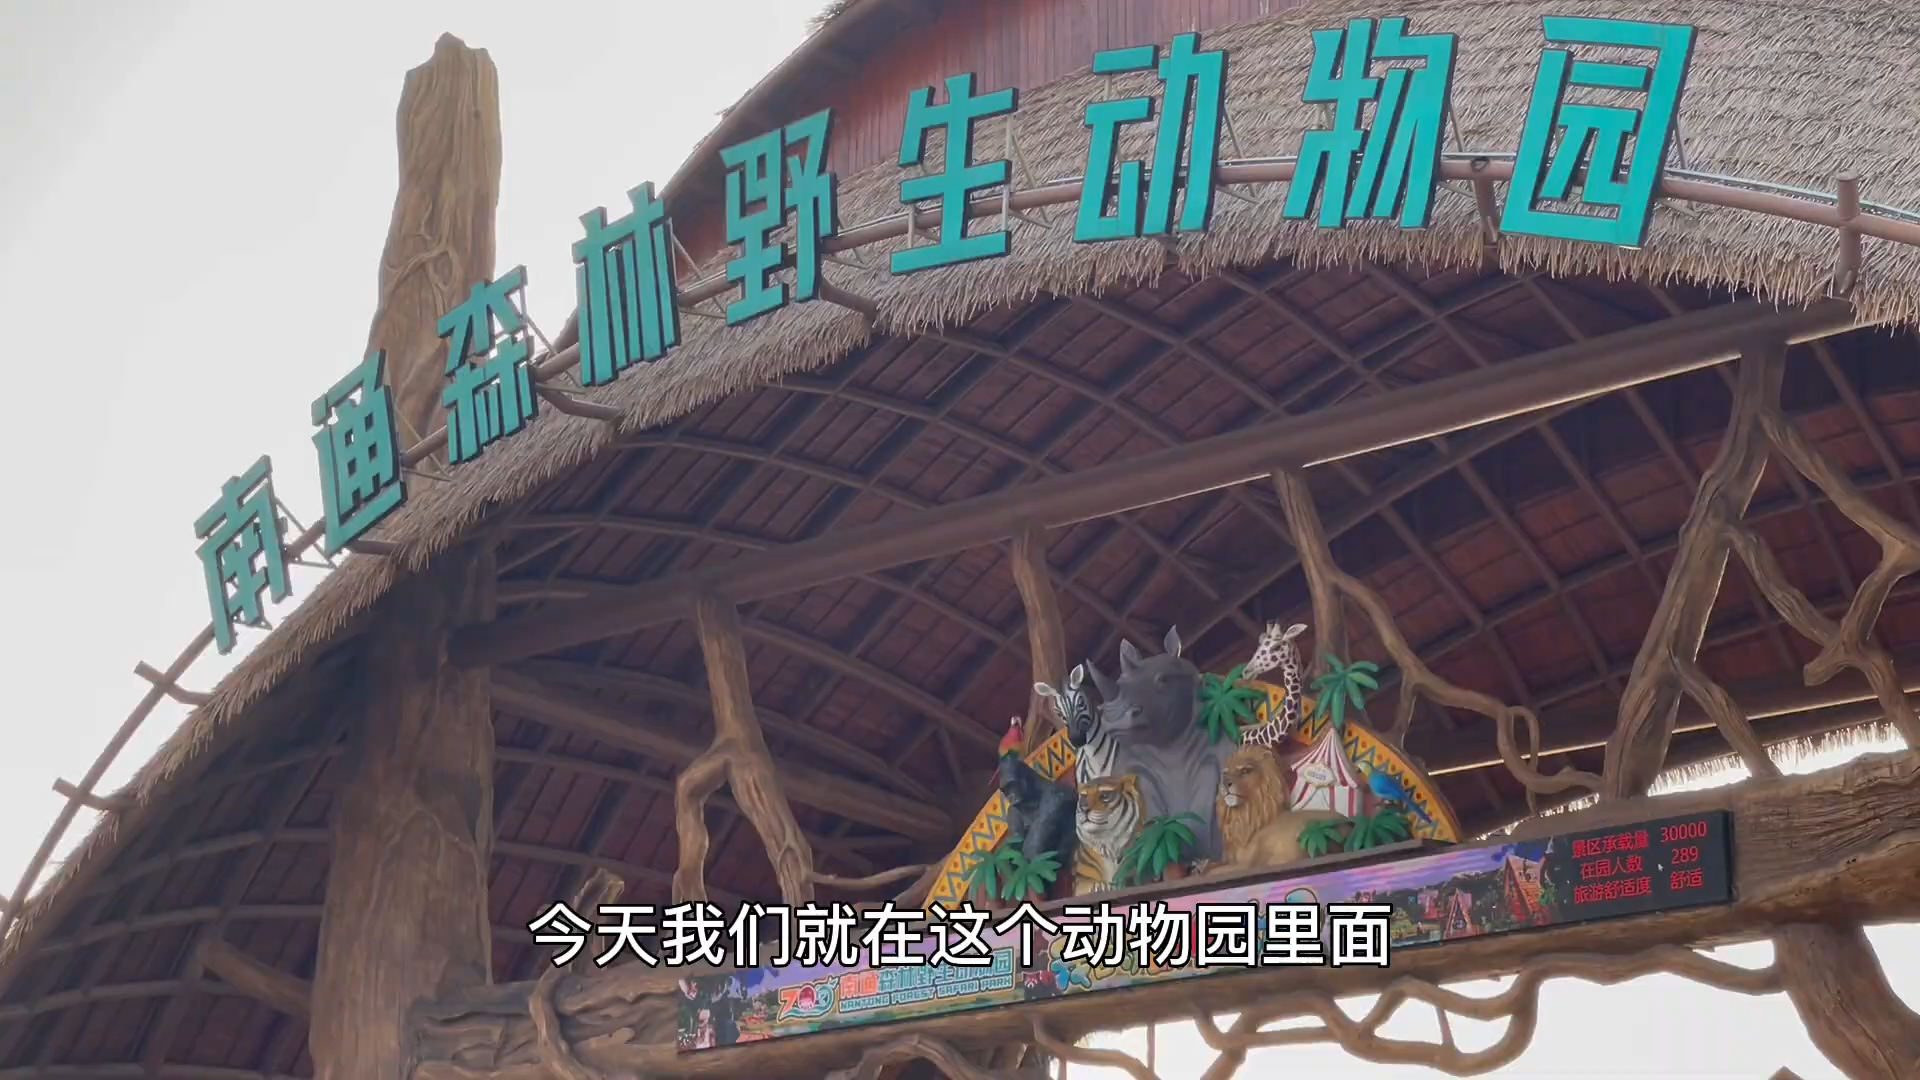 南通森林野生动物园
景区承载量 30000
在园人数 289
旅游舒适度 舒适
今天我们就在这个动物园里面
ZOO 南通森林野生动物园
NANTONG FOREST SAFARI PARK